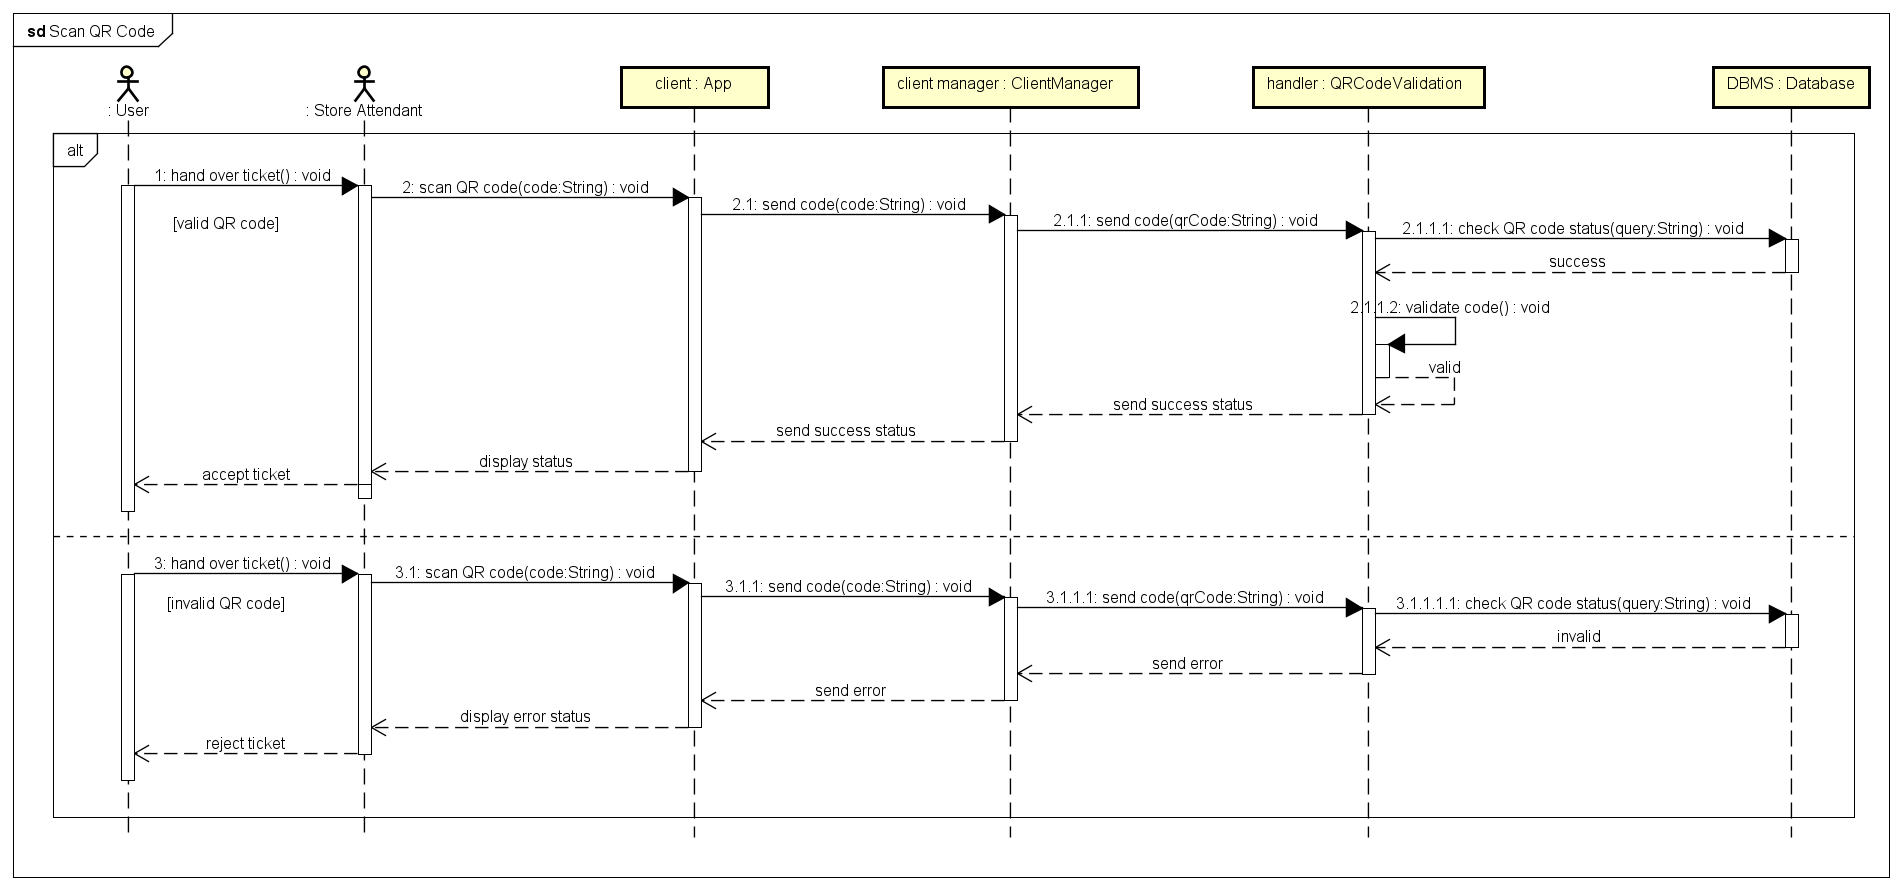 sd Scan QR Code
: User
: Store Attendant
client : App
client manager : ClientManager
handler : QRCodeValidation
DBMS : Database
alt
1: hand over ticket() : void
2: scan QR code(code:String) : void
2.1: send code(code:String) : void
2.1.1: send code(qrCode:String) : void
2.1.1.1: check QR code status(query:String) : void
[valid QR code]
success
2.1.1.2: validate code() : void
valid
send success status
send success status
display status
accept ticket
3: hand over ticket() : void
3.1: scan QR code(code:String) : void
3.1.1: send code(code:String) : void
3.1.1.1: send code(qrCode:String) : void
3.1.1.1.1: check QR code status(query:String) : void
[invalid QR code]
invalid
send error
send error
display error status
reject ticket